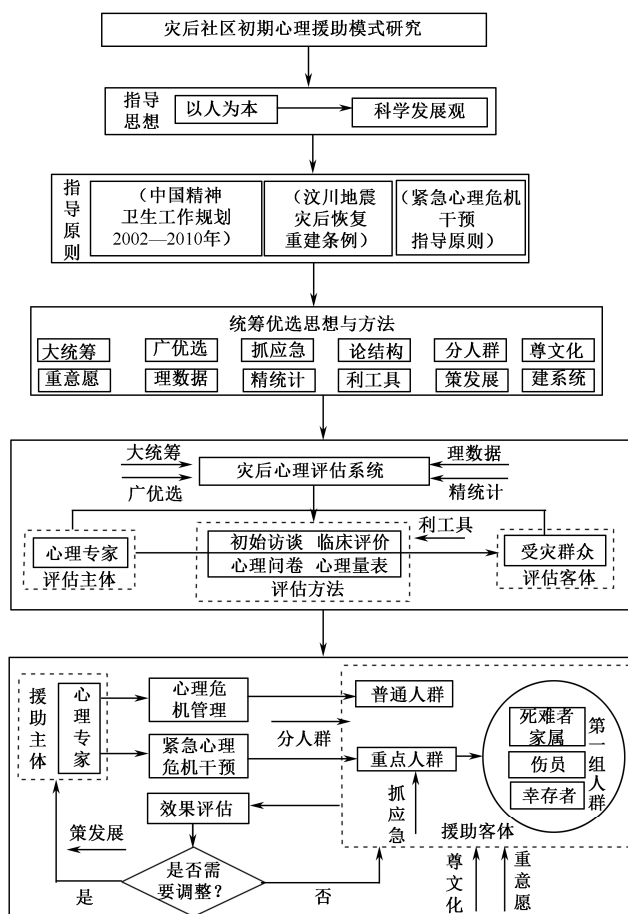 灾后社区初期心理援助模式研究
指导
思想
以人为本
科学发展观
指导原则
(中国精神
卫生工作规划
2002—2010年)
(汶川地震
灾后恢复
重建条例)
(紧急心理危机
干预
指导原则)
统筹优选思想与方法
大统筹 广优选 抓应急 论结构 分人群 尊文化
重意愿 理数据 精统计 利工具 策发展 建系统
大统筹
广优选
灾后心理评估系统
理数据
精统计
利工具
心理专家
评估主体
初始访谈 临床评价
心理问卷 心理量表
评估方法
受灾群众
评估客体
援助主体
心理专家
心理危
机管理
紧急心理
危机干预
分人群
普通人群
重点人群
死难者
家属
伤员
幸存者
第一组人群
抓应急
援助客体
效果评估
策发展
是否需
要调整?
是
否
尊文化
重意愿